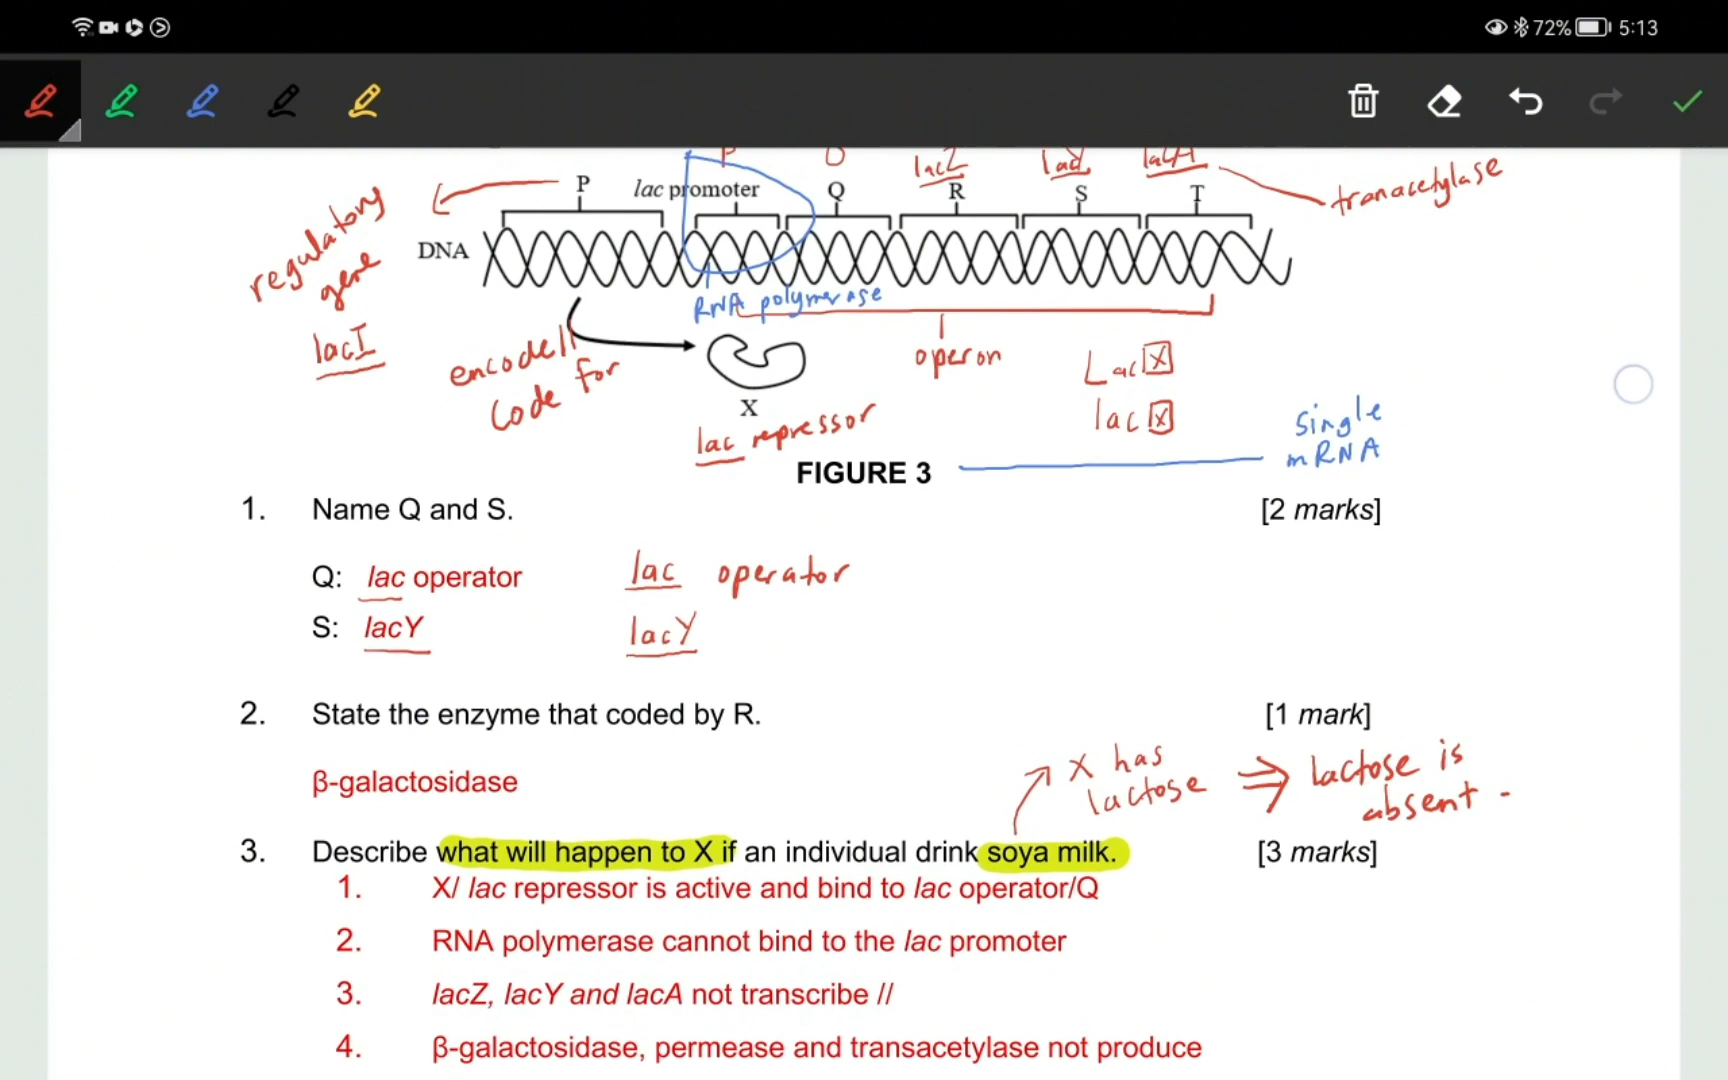 72% 5:13
P O lacZ lacY lacA
P lac promoter Q R S T
tranacetylase
regulatory
gene
lacI
DNA
RNA polymerase
encode//
code for
operon
Lac X
lac X
X
lac repressor
single
mRNA
FIGURE 3
1. Name Q and S. [2 marks]
Q: lac operator lac operator
S: lacY lacY
2. State the enzyme that coded by R. [1 mark]
β-galactosidase
X has
lactose ⇒ lactose is
absent
3. Describe what will happen to X if an individual drink soya milk. [3 marks]
1. X/ lac repressor is active and bind to lac operator/Q
2. RNA polymerase cannot bind to the lac promoter
3. lacZ, lacY and lacA not transcribe //
4. β-galactosidase, permease and transacetylase not produce